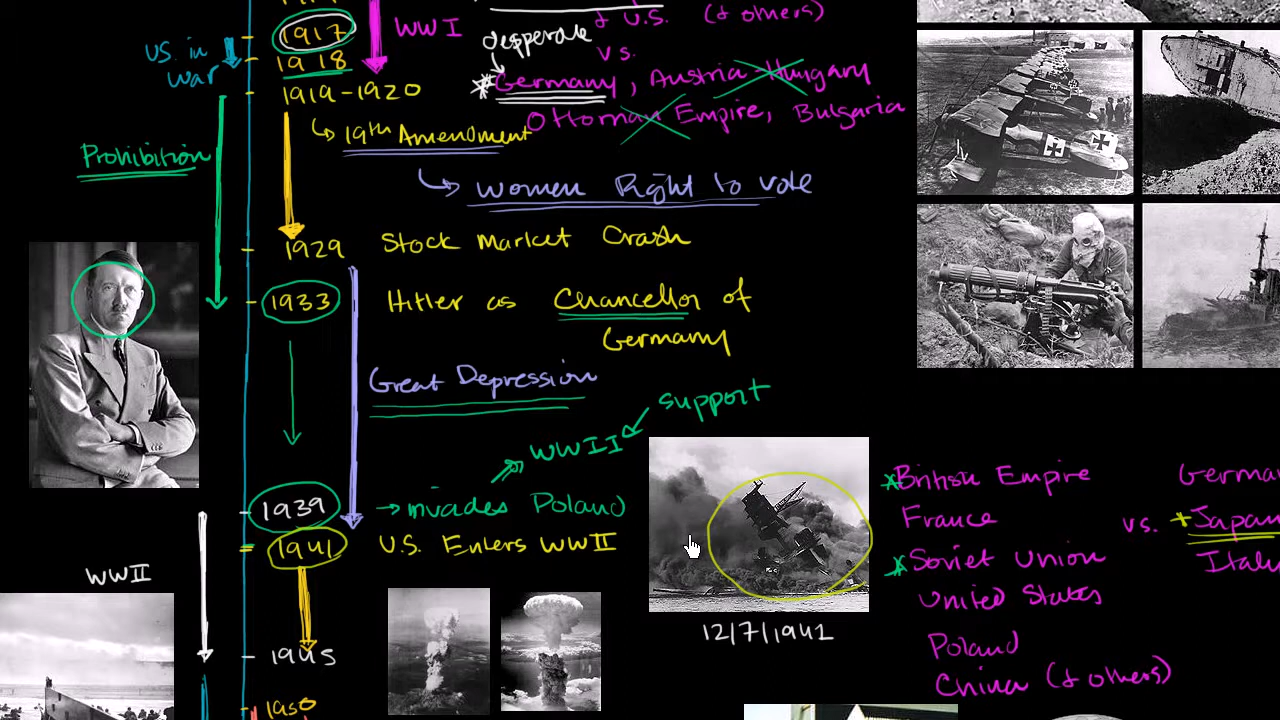 & U.S. (& others)
1917
WW I
desperate
vs.
U.S. in
war
1918
Germany, Austria-Hungary
1919-1920
Ottoman Empire, Bulgaria
19th Amendment
Prohibition
Women Right to vote
1929 Stock Market Crash
1933 Hitler as Chancellor of
Germany
Great Depression
support
WWII
1939 → invades Poland
1941 U.S. Enters WWII
British Empire
France
Soviet Union
United States
Poland
China (& others)
vs.
Germa
Japan
Italy
12/7/1941
WWII
1945
1950